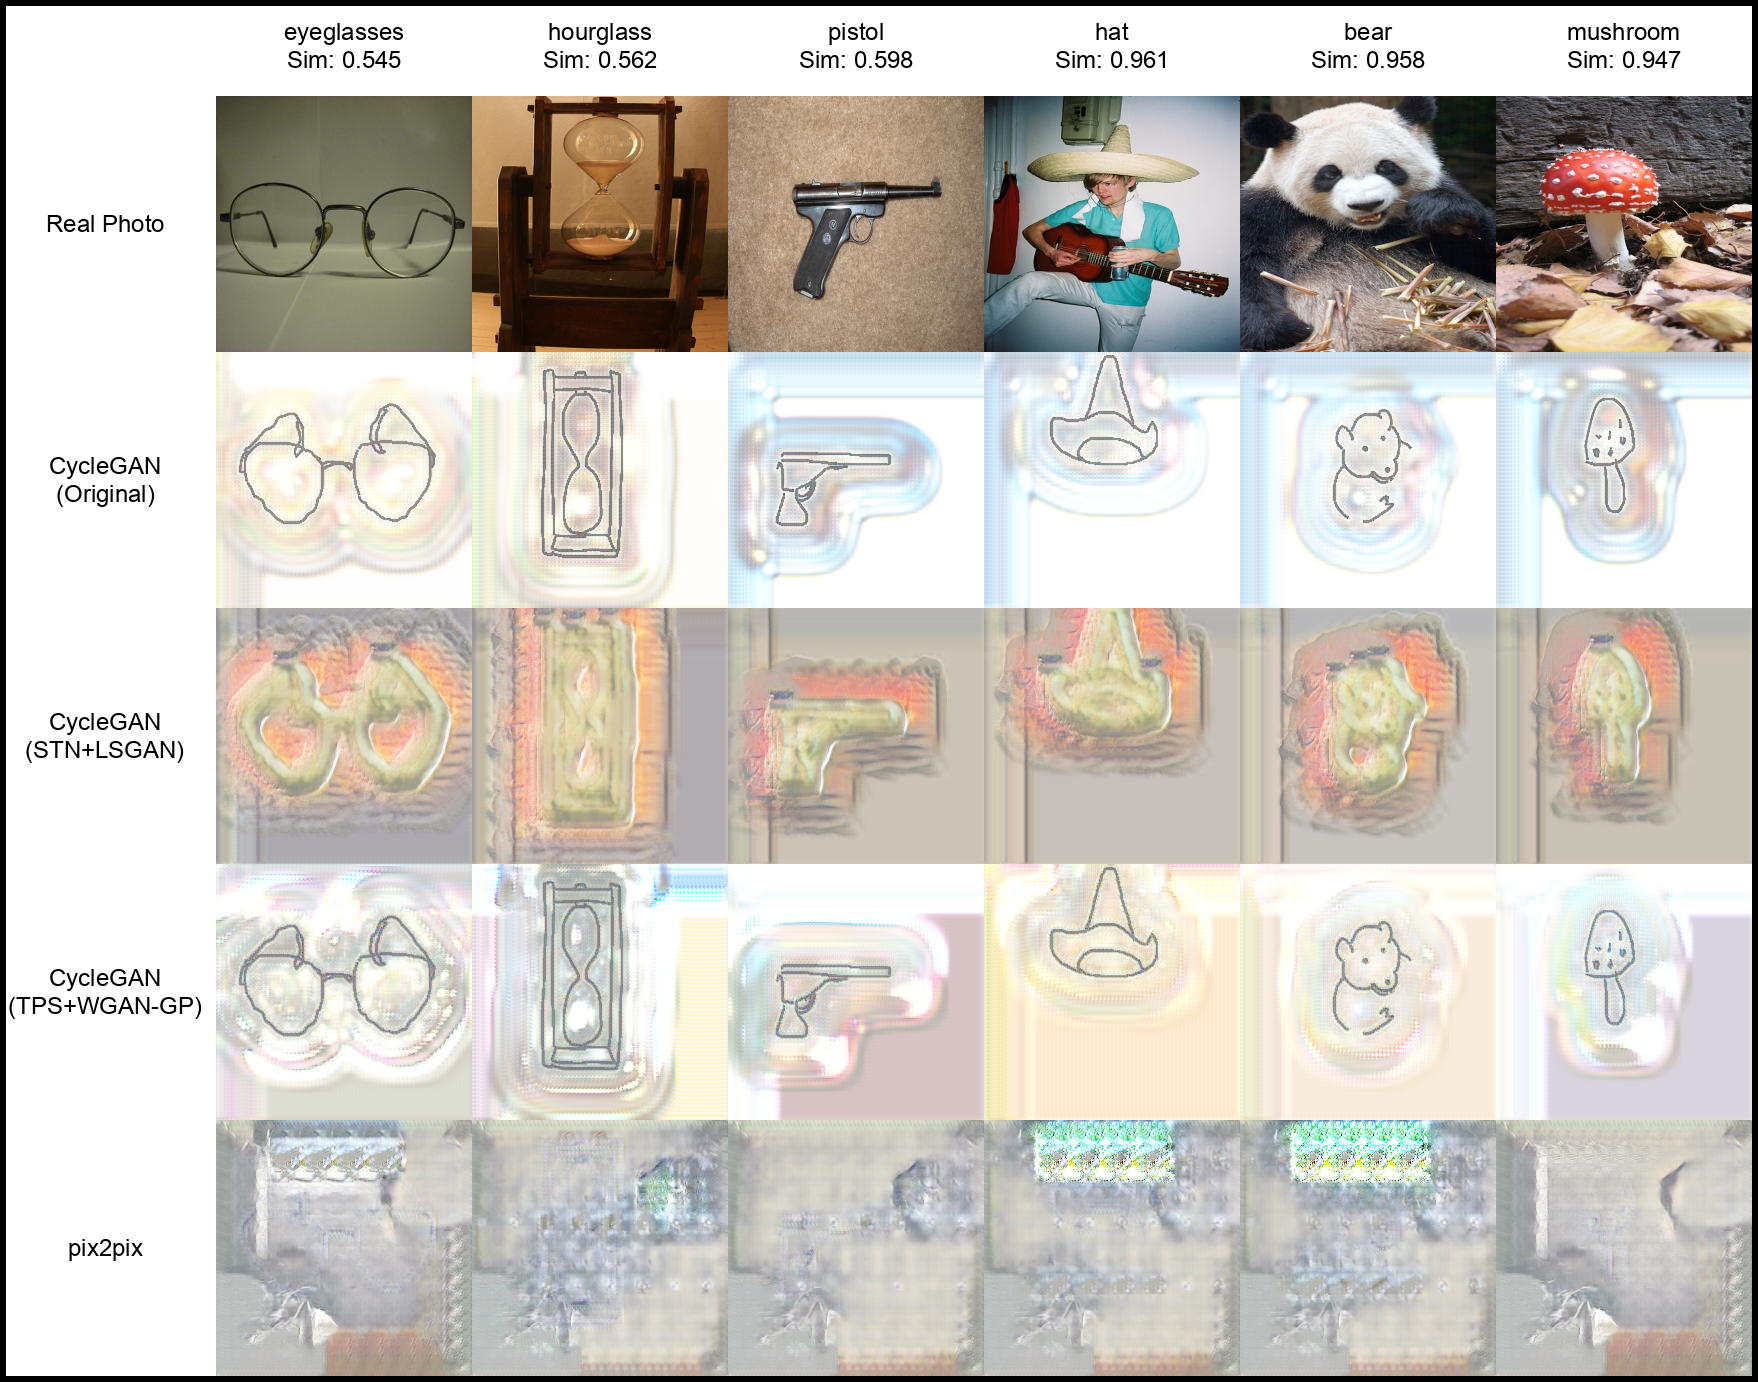 eyeglasses
Sim: 0.545
hourglass
Sim: 0.562
pistol
Sim: 0.598
hat
Sim: 0.961
bear
Sim: 0.958
mushroom
Sim: 0.947
Real Photo
CycleGAN
(Original)
CycleGAN
(STN+LSGAN)
CycleGAN
(TPS+WGAN-GP)
pix2pix